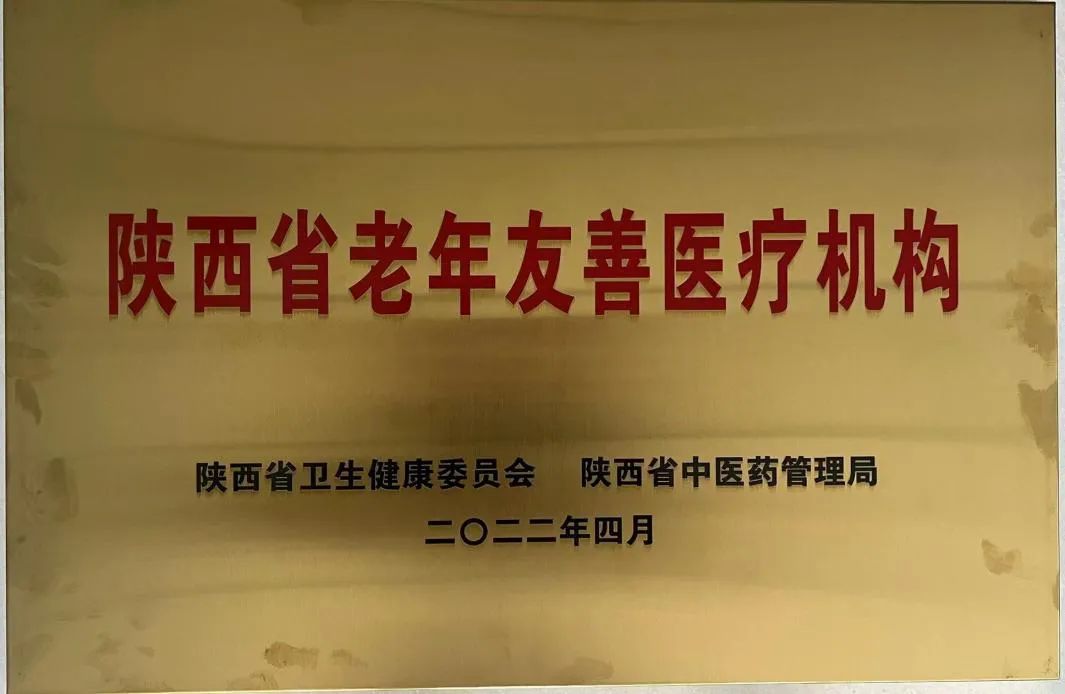 陕西省老年友善医疗机构
陕西省卫生健康委员会 陕西省中医药管理局
二〇二二年四月